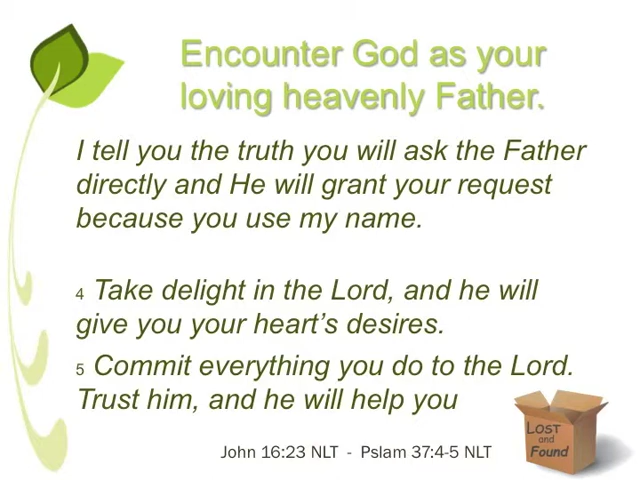 Encounter God as your
loving heavenly Father.
I tell you the truth you will ask the Father
directly and He will grant your request
because you use my name.
4 Take delight in the Lord, and he will
give you your heart's desires.
5 Commit everything you do to the Lord.
Trust him, and he will help you
LOST
and
Found
John 16:23 NLT - Pslam 37:4-5 NLT